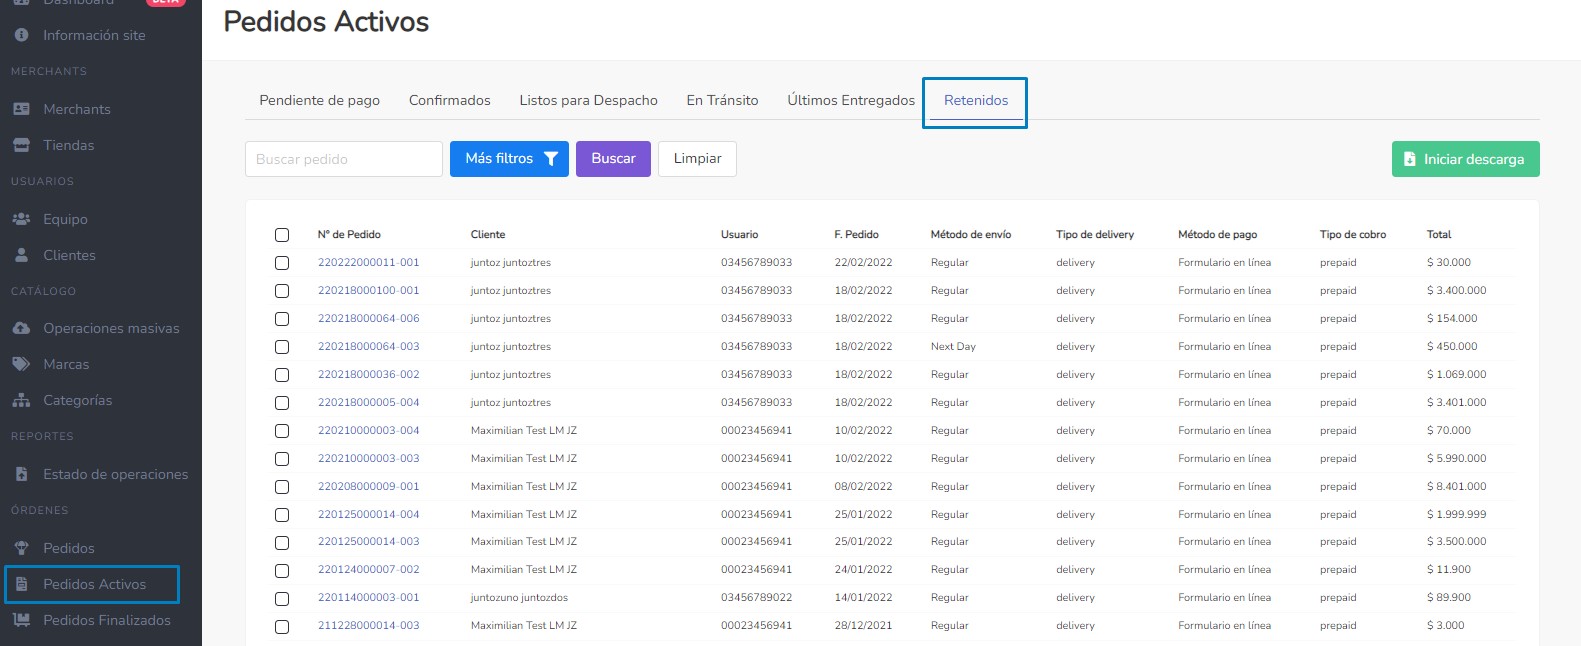 Dashboard BETA
Información site
MERCHANTS
Merchants
Tiendas
USUARIOS
Equipo
Clientes
CATÁLOGO
Operaciones masivas
Marcas
Categorías
REPORTES
Estado de operaciones
ÓRDENES
Pedidos
Pedidos Activos
Pedidos Finalizados
Pedidos Activos
Pendiente de pago Confirmados Listos para Despacho En Tránsito Últimos Entregados Retenidos
Buscar pedido Más filtros Buscar Limpiar Iniciar descarga
N° de Pedido Cliente Usuario F. Pedido Método de envío Tipo de delivery Método de pago Tipo de cobro Total
220222000011-001 juntoz juntoztres 03456789033 22/02/2022 Regular delivery Formulario en línea prepaid $ 30.000
220218000100-001 juntoz juntoztres 03456789033 18/02/2022 Regular delivery Formulario en línea prepaid $ 3.400.000
220218000064-006 juntoz juntoztres 03456789033 18/02/2022 Regular delivery Formulario en línea prepaid $ 154.000
220218000064-003 juntoz juntoztres 03456789033 18/02/2022 Next Day delivery Formulario en línea prepaid $ 450.000
220218000036-002 juntoz juntoztres 03456789033 18/02/2022 Regular delivery Formulario en línea prepaid $ 1.069.000
220218000005-004 juntoz juntoztres 03456789033 18/02/2022 Regular delivery Formulario en línea prepaid $ 3.401.000
220210000003-004 Maximilian Test LM JZ 00023456941 10/02/2022 Regular delivery Formulario en línea prepaid $ 70.000
220210000003-003 Maximilian Test LM JZ 00023456941 10/02/2022 Regular delivery Formulario en línea prepaid $ 5.990.000
220208000009-001 Maximilian Test LM JZ 00023456941 08/02/2022 Regular delivery Formulario en línea prepaid $ 8.401.000
220125000014-004 Maximilian Test LM JZ 00023456941 25/01/2022 Regular delivery Formulario en línea prepaid $ 1.999.999
220125000014-003 Maximilian Test LM JZ 00023456941 25/01/2022 Regular delivery Formulario en línea prepaid $ 3.500.000
220124000007-002 Maximilian Test LM JZ 00023456941 24/01/2022 Regular delivery Formulario en línea prepaid $ 11.900
220114000003-001 juntozuno juntozdos 03456789022 14/01/2022 Regular delivery Formulario en línea prepaid $ 89.900
211228000014-003 Maximilian Test LM JZ 00023456941 28/12/2021 Regular delivery Formulario en línea prepaid $ 3.000